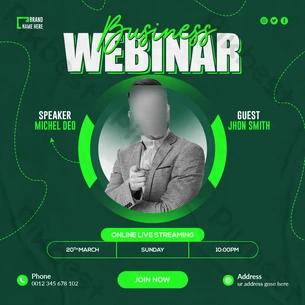 BRAND
NAME HERE
Business
WEBINAR
SPEAKER
MICHEL DEO
GUEST
JHON SMITH
ONLINE LIVE STREAMING
20TH MARCH
SUNDAY
10:00PM
Phone
0012 345 678 102
JOIN NOW
Address
ur address gose here